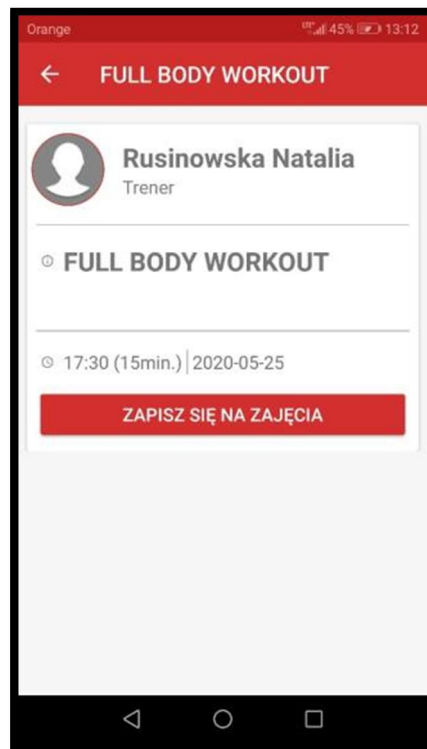 Orange 45% 13:12
FULL BODY WORKOUT
Rusinowska Natalia
Trener
FULL BODY WORKOUT
17:30 (15min.) 2020-05-25
ZAPISZ SIĘ NA ZAJĘCIA